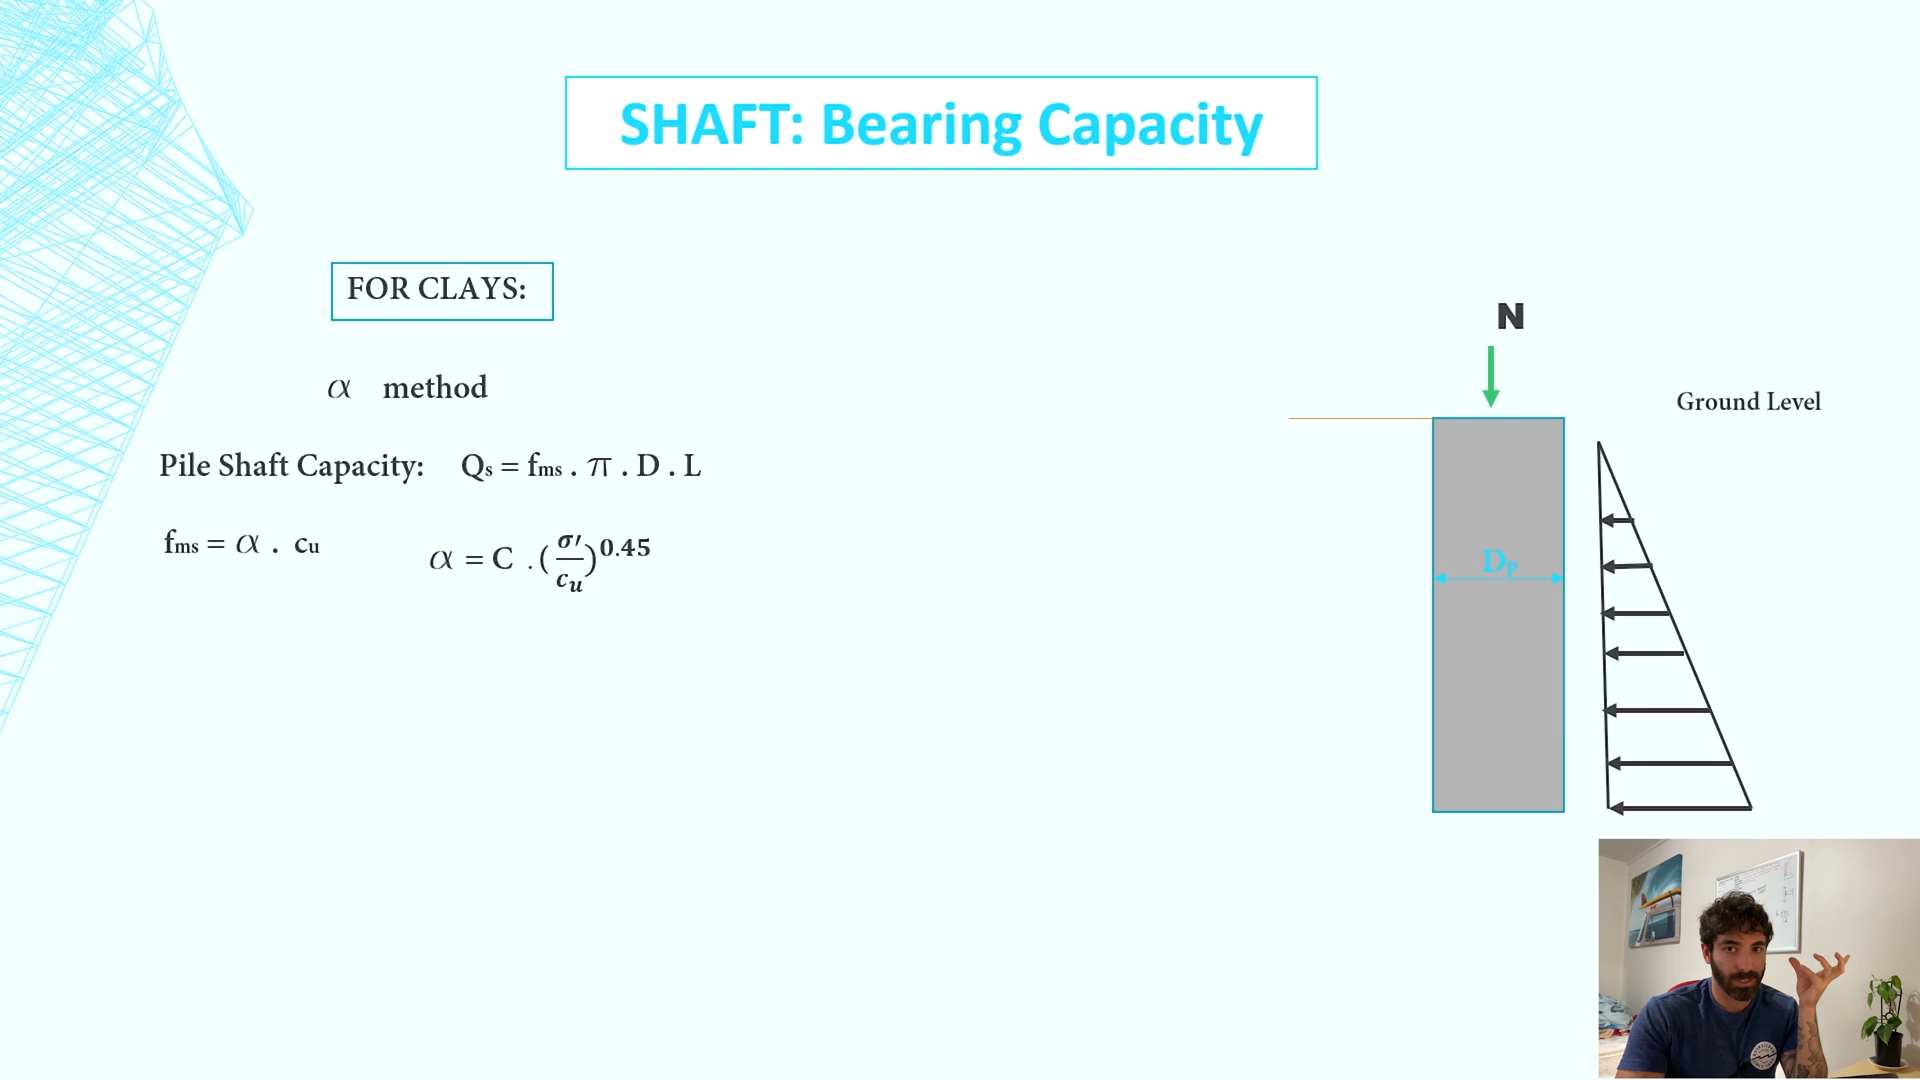 SHAFT: Bearing Capacity
FOR CLAYS:
α method
Pile Shaft Capacity: Qs = fms . π . D . L
fms = α . cu
α = C . (σ′/cu)^0.45
N
Ground Level
Dp